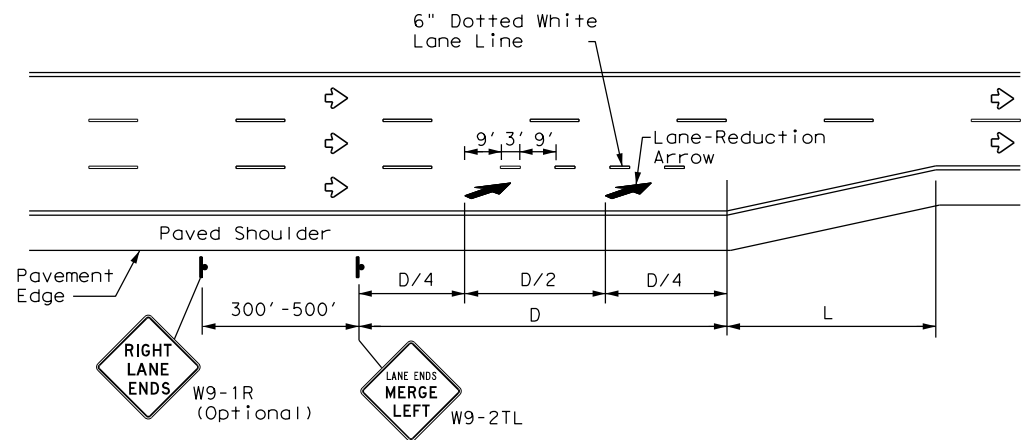 6" Dotted White
Lane Line
9' 3' 9'
Lane-Reduction
Arrow
Paved Shoulder
Pavement
Edge
D/4 D/2 D/4
300'-500' D L
RIGHT
LANE
ENDS
W9-1R
(Optional)
LANE ENDS
MERGE
LEFT
W9-2TL